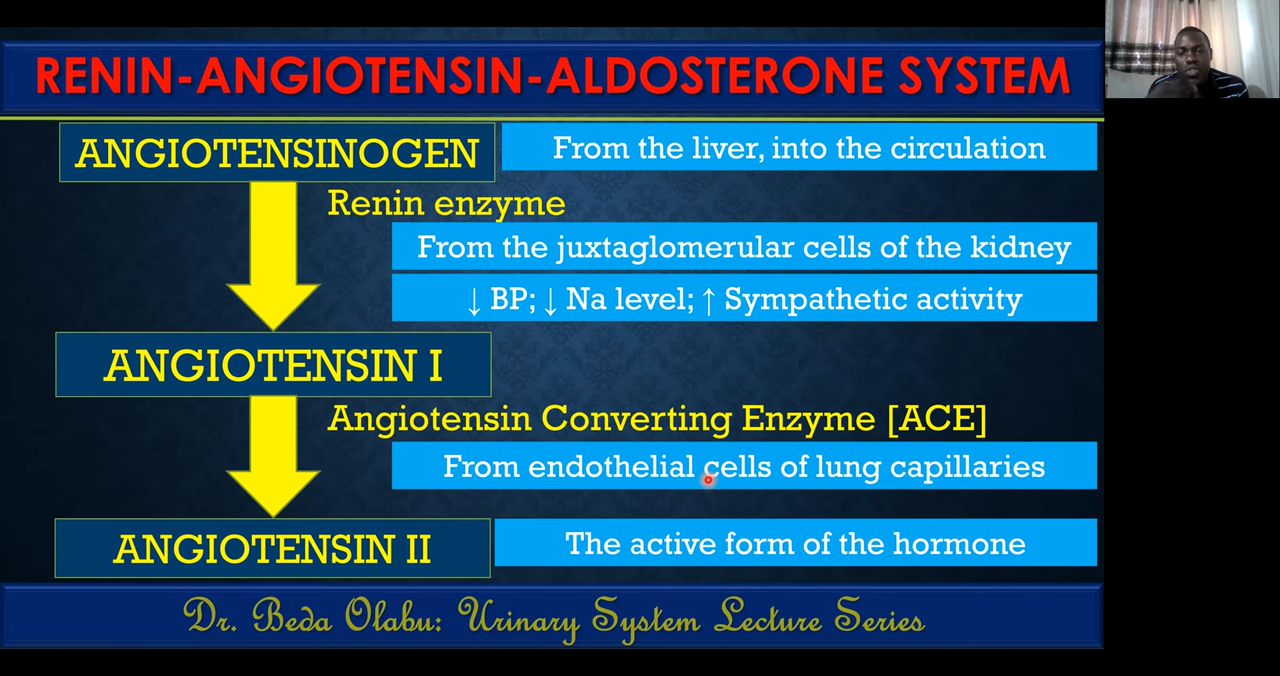 RENIN-ANGIOTENSIN-ALDOSTERONE SYSTEM
ANGIOTENSINOGEN
From the liver, into the circulation
Renin enzyme
From the juxtaglomerular cells of the kidney
↓ BP; ↓ Na level; ↑ Sympathetic activity
ANGIOTENSIN I
Angiotensin Converting Enzyme [ACE]
From endothelial cells of lung capillaries
ANGIOTENSIN II
The active form of the hormone
Dr. Beda Olabu: Urinary System Lecture Series